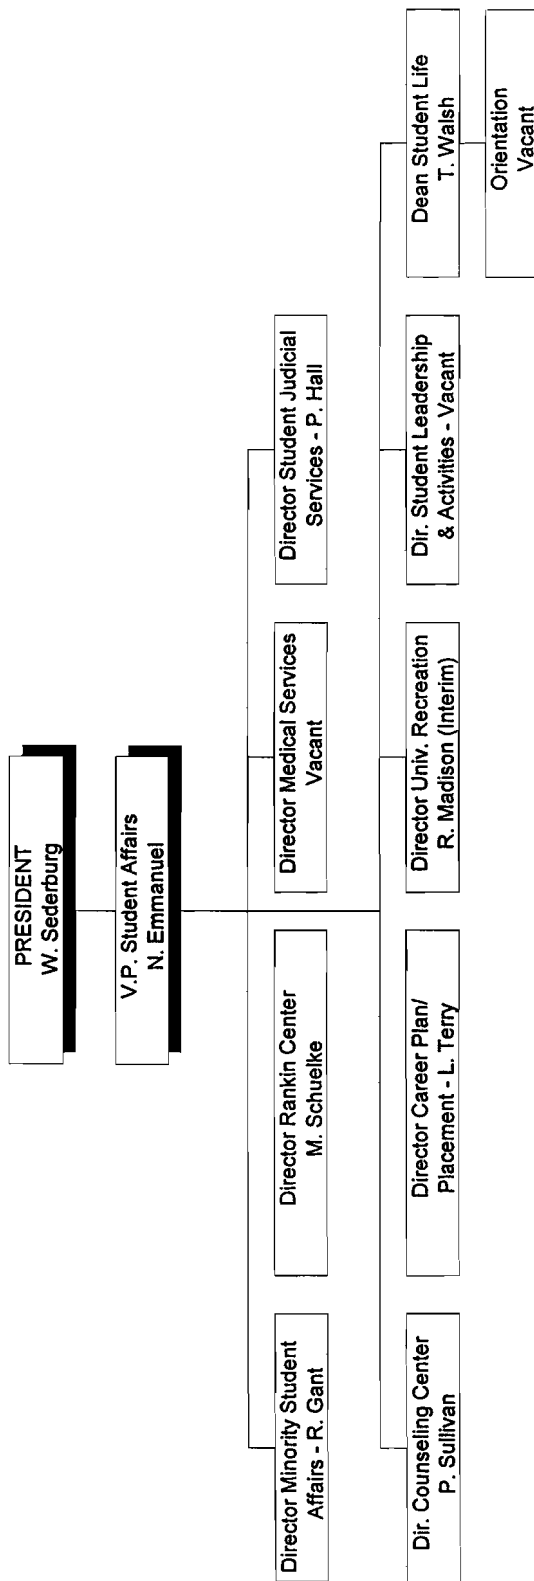 PRESIDENT
W. Sederburg
V.P. Student Affairs
N. Emmanuel
Director Minority Student
Affairs - R. Gant
Director Rankin Center
M. Schuelke
Director Medical Services
Vacant
Director Student Judicial
Services - P. Hall
Dir. Counseling Center
P. Sullivan
Director Career Plan/
Placement - L. Terry
Director Univ. Recreation
R. Madison (Interim)
Dir. Student Leadership
& Activities - Vacant
Dean Student Life
T. Walsh
Orientation
Vacant